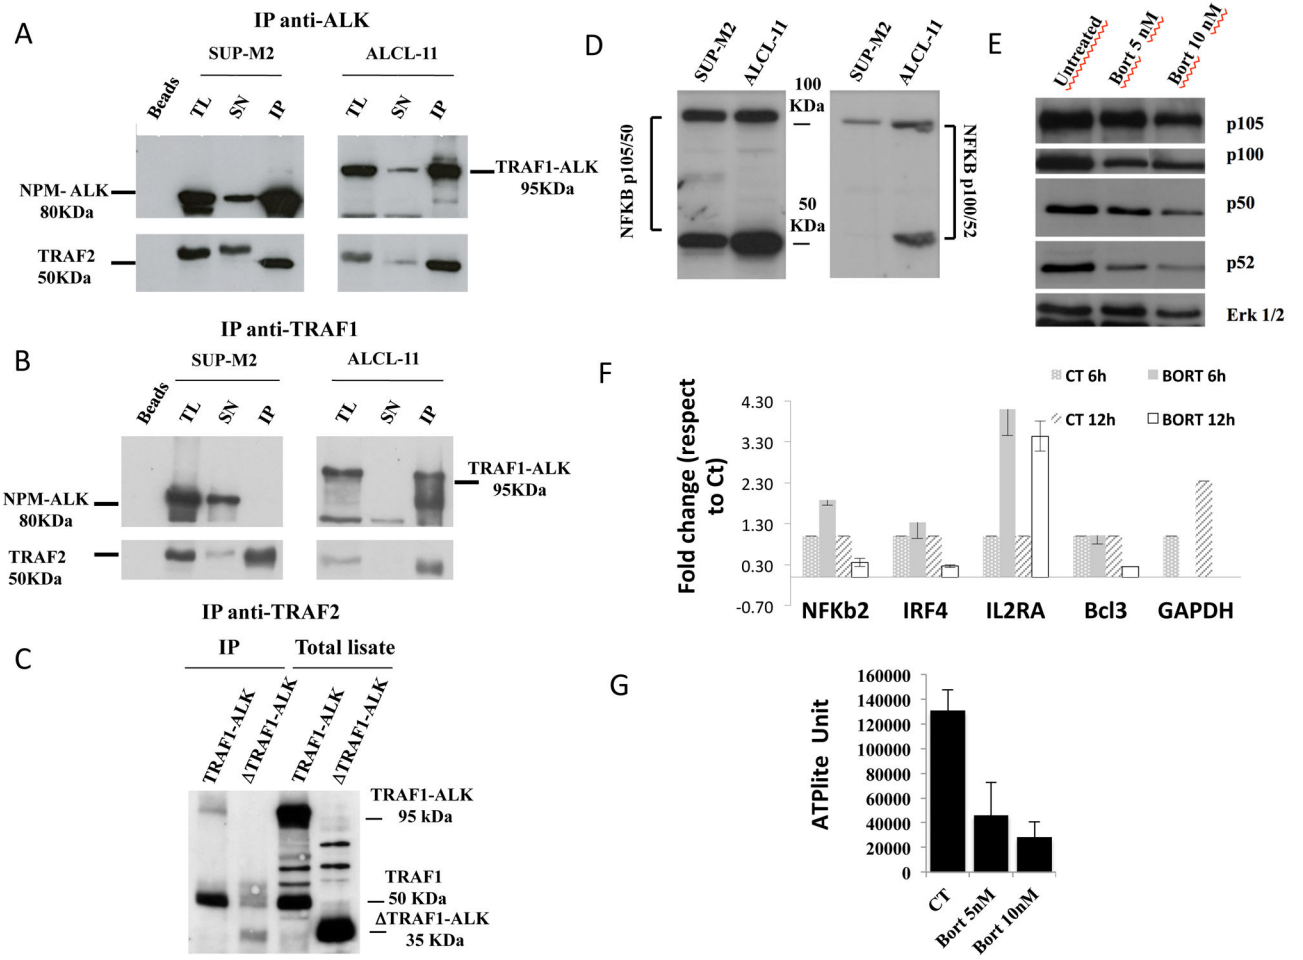 A
IP anti-ALK
SUP-M2
ALCL-11
Beads
TL
SN
IP
TL
SN
IP
NPM- ALK
80KDa
TRAF1-ALK
95KDa
TRAF2
50KDa
B
IP anti-TRAF1
SUP-M2
ALCL-11
Beads
TL
SN
IP
TL
SN
IP
NPM-ALK
80KDa
TRAF1-ALK
95KDa
TRAF2
50KDa
C
IP anti-TRAF2
IP
Total lisate
TRAF1-ALK
ΔTRAF1-ALK
TRAF1-ALK
ΔTRAF1-ALK
TRAF1-ALK
95 kDa
TRAF1
50 KDa
ΔTRAF1-ALK
35 KDa
D
SUP-M2
ALCL-11
SUP-M2
ALCL-11
100
KDa
50
KDa
NFKB p105/50
NFKB p100/52
E
Untreated
Bort 5 nM
Bort 10 nM
p105
p100
p50
p52
Erk 1/2
F
CT 6h
BORT 6h
CT 12h
BORT 12h
Fold change (respect
to Ct)
4.30
3.30
2.30
1.30
0.30
-0.70
NFKb2
IRF4
IL2RA
Bcl3
GAPDH
G
ATPlite Unit
160000
140000
120000
100000
80000
60000
40000
20000
0
CT
Bort 5nM
Bort 10nM